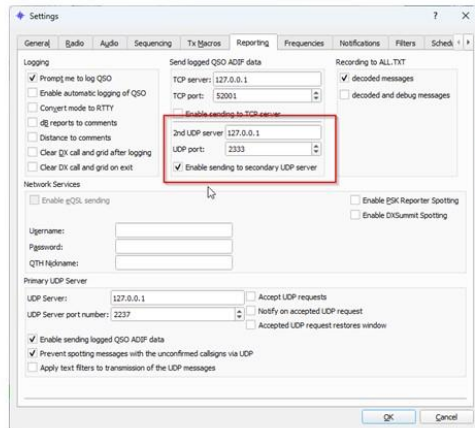 Settings
? ×
General Radio Audio Sequencing Tx Macros Reporting Frequencies Notifications Filters Schedu
Logging
Prompt me to log QSO
Enable automatic logging of QSO
Convert mode to RTTY
dB reports to comments
Distance to comments
Clear DX call and grid after logging
Clear DX call and grid on exit
Send logged QSO ADIF data
TCP server: 127.0.0.1
TCP port: 52001
Enable sending to TCP server
2nd UDP server 127.0.0.1
UDP port: 2333
Enable sending to secondary UDP server
Recording to ALL.TXT
decoded messages
decoded and debug messages
Network Services
Enable eQSL sending
Enable PSK Reporter Spotting
Enable DXSummit Spotting
Username:
Password:
QTH Nickname:
Primary UDP Server
UDP Server: 127.0.0.1
UDP Server port number: 2237
Accept UDP requests
Notify on accepted UDP request
Accepted UDP request restores window
Enable sending logged QSO ADIF data
Prevent spotting messages with the unconfirmed callsigns via UDP
Apply text filters to transmission of the UDP messages
OK Cancel